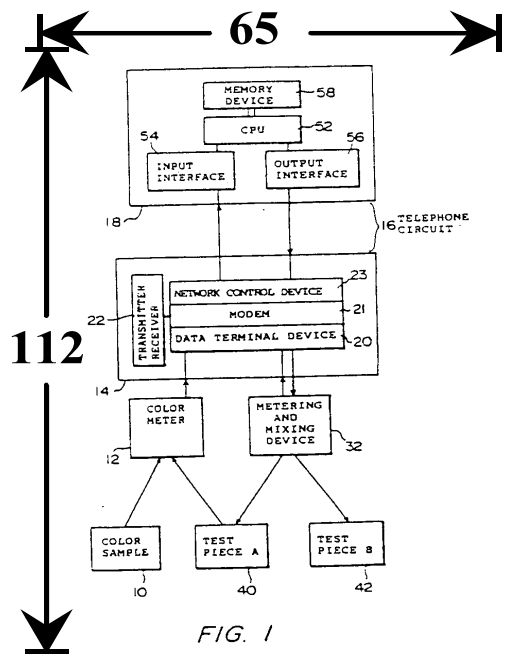 65
MEMORY
DEVICE
58
CPU
52
54
INPUT
INTERFACE
56
OUTPUT
INTERFACE
18
16 TELEPHONE
CIRCUIT
23
NETWORK CONTROL DEVICE
22
TRANSMITTER
RECEIVER
MODEM
21
DATA TERMINAL DEVICE
20
112
14
COLOR
METER
12
METERING
AND
MIXING
DEVICE
32
COLOR
SAMPLE
10
TEST
PIECE A
40
TEST
PIECE B
42
FIG. 1